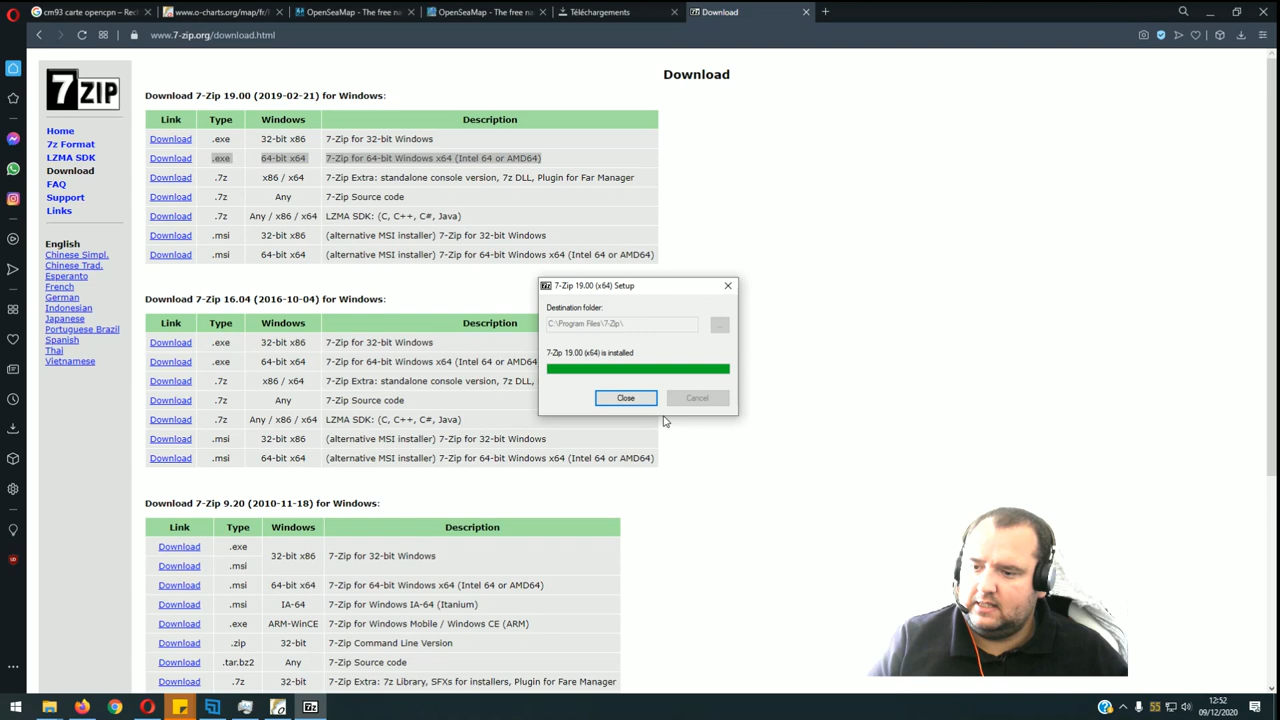 cm93 carte opencpn – Rech
www.o-charts.org/map/fr/
OpenSeaMap - The free na
OpenSeaMap - The free na
Téléchargements
Download
www.7-zip.org/download.html
7ZIP
Home
7z Format
LZMA SDK
Download
FAQ
Support
Links
English
Chinese Simpl.
Chinese Trad.
Esperanto
French
German
Indonesian
Japanese
Portuguese Brazil
Spanish
Thai
Vietnamese
Download
Download 7-Zip 19.00 (2019-02-21) for Windows:
Link Type Windows Description
Download .exe 32-bit x86 7-Zip for 32-bit Windows
Download .exe 64-bit x64 7-Zip for 64-bit Windows x64 (Intel 64 or AMD64)
Download .7z x86 / x64 7-Zip Extra: standalone console version, 7z DLL, Plugin for Far Manager
Download .7z Any 7-Zip Source code
Download .7z Any / x86 / x64 LZMA SDK: (C, C++, C#, Java)
Download .msi 32-bit x86 (alternative MSI installer) 7-Zip for 32-bit Windows
Download .msi 64-bit x64 (alternative MSI installer) 7-Zip for 64-bit Windows x64 (Intel 64 or AMD64)
Download 7-Zip 16.04 (2016-10-04) for Windows:
Link Type Windows Description
Download .exe 32-bit x86 7-Zip for 32-bit Windows
Download .exe 64-bit x64 7-Zip for 64-bit Windows x64 (Intel 64 or AMD6
Download .7z x86 / x64 7-Zip Extra: standalone console version, 7z DLL,
Download .7z Any 7-Zip Source code
Download .7z Any / x86 / x64 LZMA SDK: (C, C++, C#, Java)
Download .msi 32-bit x86 (alternative MSI installer) 7-Zip for 32-bit Windows
Download .msi 64-bit x64 (alternative MSI installer) 7-Zip for 64-bit Windows x64 (Intel 64 or AMD64)
7-Zip 19.00 (x64) Setup
Destination folder:
C:\Program Files\7-Zip\
...
7-Zip 19.00 (x64) is installed
Close
Cancel
Download 7-Zip 9.20 (2010-11-18) for Windows:
Link Type Windows Description
Download .exe 32-bit x86 7-Zip for 32-bit Windows
Download .msi
Download .msi 64-bit x64 7-Zip for 64-bit Windows x64 (Intel 64 or AMD64)
Download .msi IA-64 7-Zip for Windows IA-64 (Itanium)
Download .exe ARM-WinCE 7-Zip for Windows Mobile / Windows CE (ARM)
Download .zip 32-bit 7-Zip Command Line Version
Download .tar.bz2 Any 7-Zip Source code
Download .7z 32-bit 7-Zip Extra: 7z Library, SFXs for installers, Plugin for Fare Manager
55
12:52
09/12/2020